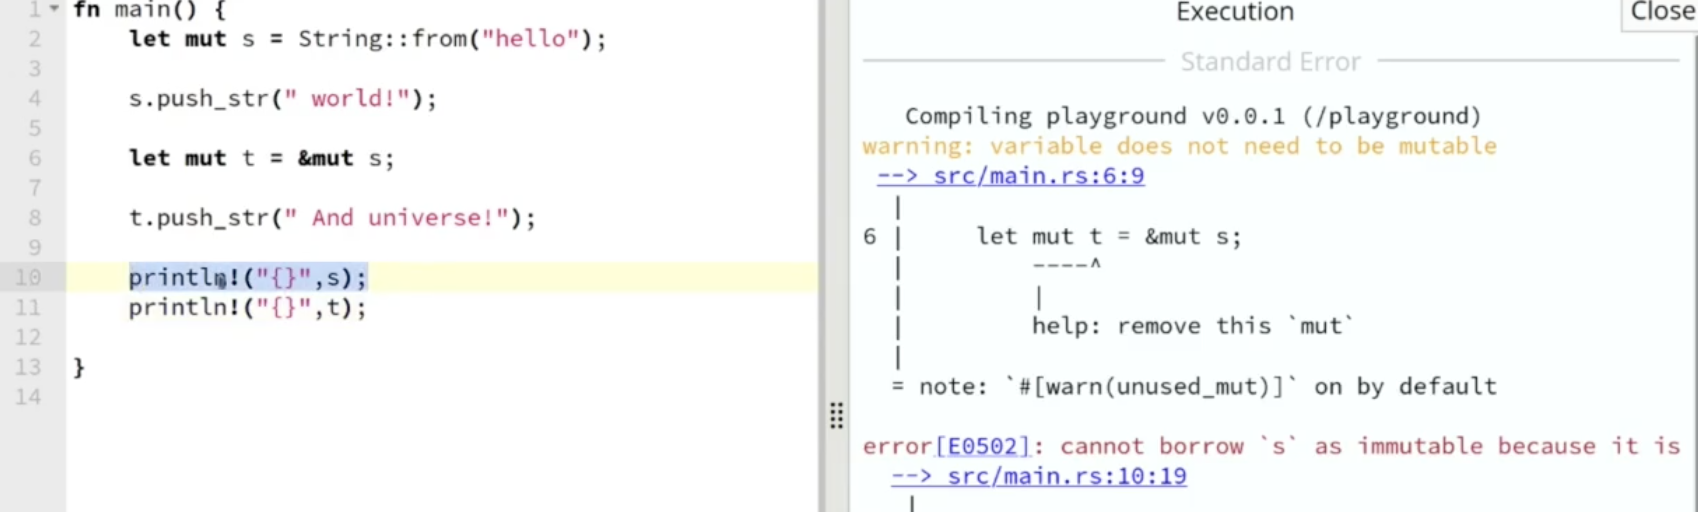 1 fn main() {
2 let mut s = String::from("hello");
3
4 s.push_str(" world!");
5
6 let mut t = &mut s;
7
8 t.push_str(" And universe!");
9
10 println!("{}",s);
11 println!("{}",t);
12
13 }
14
Execution
Close
Standard Error
Compiling playground v0.0.1 (/playground)
warning: variable does not need to be mutable
--> src/main.rs:6:9
|
6 | let mut t = &mut s;
| ----^
| |
| help: remove this `mut`
|
= note: `#[warn(unused_mut)]` on by default
error[E0502]: cannot borrow `s` as immutable because it is
--> src/main.rs:10:19
|